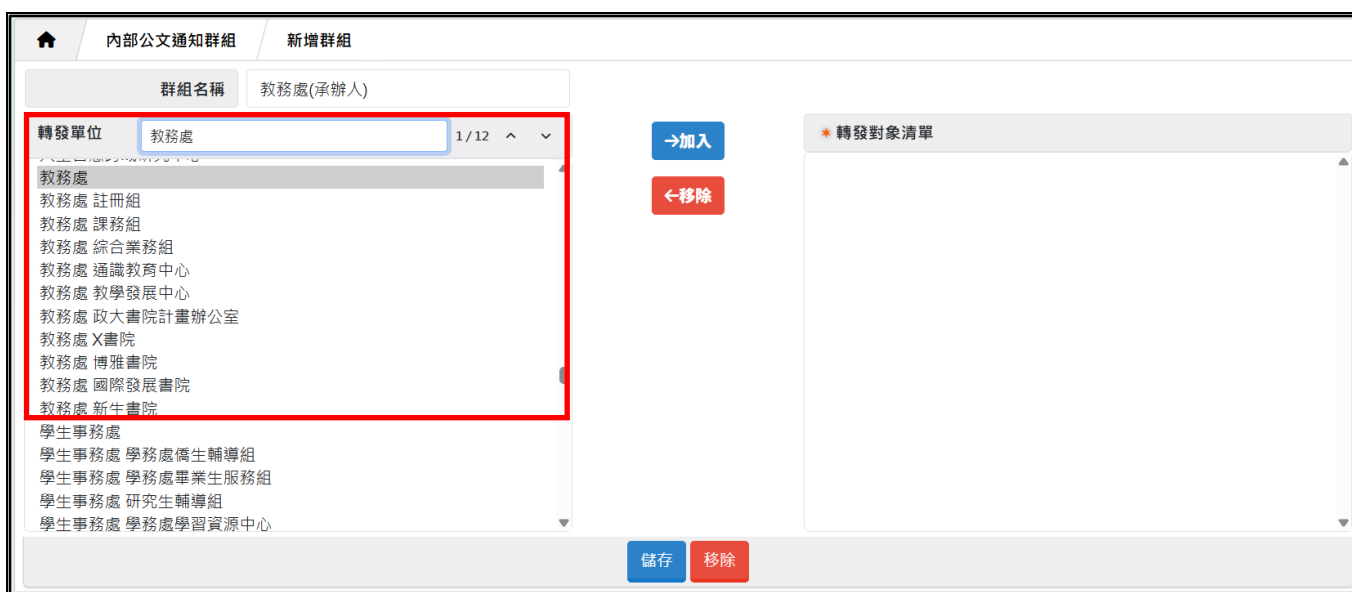 內部公文通知群組 新增群組
群組名稱 教務處(承辦人)
轉發單位 教務處 1/12
教務處
教務處 註冊組
教務處 課務組
教務處 綜合業務組
教務處 通識教育中心
教務處 教學發展中心
教務處 政大書院計畫辦公室
教務處 X書院
教務處 博雅書院
教務處 國際發展書院
教務處 新生書院
學生事務處
學生事務處 學務處僑生輔導組
學生事務處 學務處畢業生服務組
學生事務處 研究生輔導組
學生事務處 學務處學習資源中心
→加入
←移除
✶轉發對象清單
儲存 移除